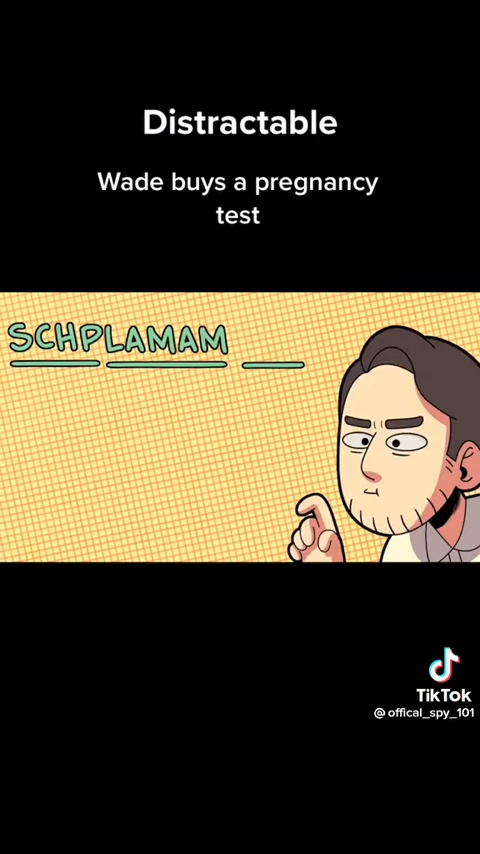 Distractable
Wade buys a pregnancy
test
SCHPLAMAM
TikTok
@offical_spy_101